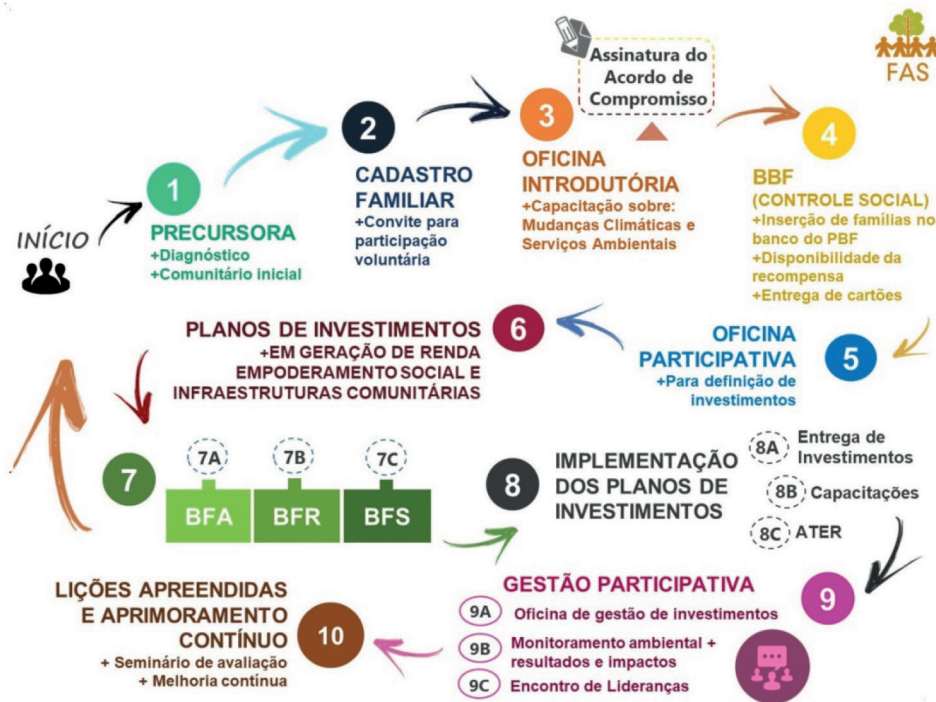 FAS
INÍCIO
1
PRECURSORA
+Diagnóstico
+Comunitário inicial
2
CADASTRO
FAMILIAR
+Convite para
participação
voluntária
3
Assinatura do
Acordo de
Compromisso
OFICINA
INTRODUTÓRIA
+Capacitação sobre:
Mudanças Climáticas e
Serviços Ambientais
4
BBF
(CONTROLE SOCIAL)
+Inserção de famílias no
banco do PBF
+Disponibilidade da
recompensa
+Entrega de cartões
5
OFICINA
PARTICIPATIVA
+Para definição de
investimentos
6
PLANOS DE INVESTIMENTOS
+EM GERAÇÃO DE RENDA
EMPODERAMENTO SOCIAL E
INFRAESTRUTURAS COMUNITÁRIAS
7
7A
BFA
7B
BFR
7C
BFS
8
IMPLEMENTAÇÃO
DOS PLANOS DE
INVESTIMENTOS
8A Entrega de
Investimentos
8B Capacitações
8C ATER
9
GESTÃO PARTICIPATIVA
9A Oficina de gestão de investimentos
9B Monitoramento ambiental +
resultados e impactos
9C Encontro de Lideranças
10
LIÇÕES APREENDIDAS
E APRIMORAMENTO
CONTÍNUO
+ Seminário de avaliação
+ Melhoria contínua